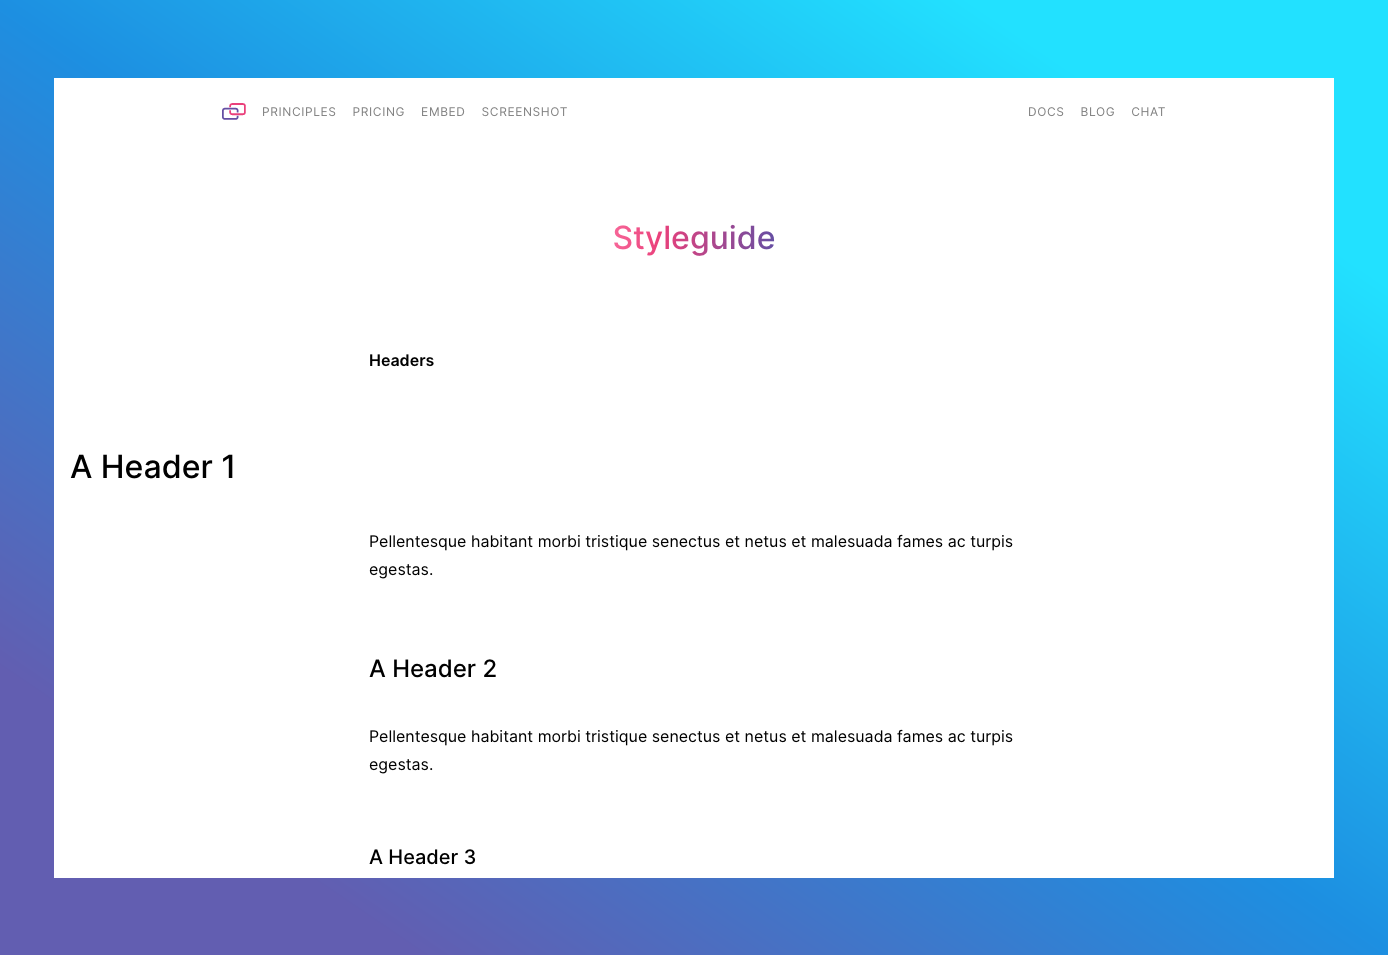 PRINCIPLES PRICING EMBED SCREENSHOT DOCS BLOG CHAT
Styleguide
Headers
A Header 1
Pellentesque habitant morbi tristique senectus et netus et malesuada fames ac turpis
egestas.
A Header 2
Pellentesque habitant morbi tristique senectus et netus et malesuada fames ac turpis
egestas.
A Header 3